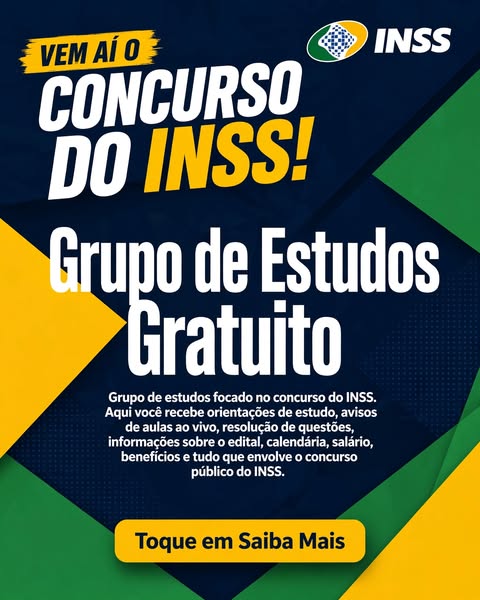 VEM AÍ O
INSS
CONCURSO
DO INSS!
Grupo de Estudos
Gratuito
Grupo de estudos focado no concurso do INSS.
Aqui você recebe orientações de estudo, avisos
de aulas ao vivo, resolução de questões,
informações sobre o edital, calendária, salário,
benefícios e tudo que envolve o concurso
público do INSS.
Toque em Saiba Mais